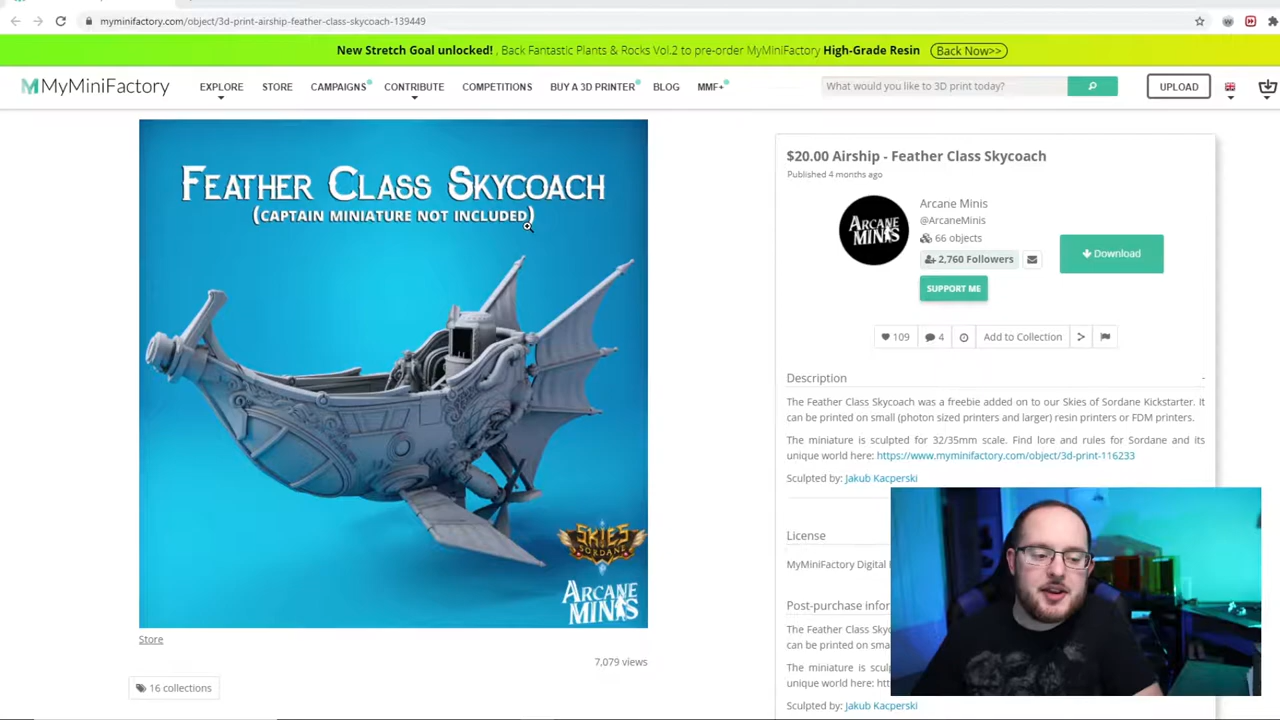 myminifactory.com/object/3d-print-airship-feather-class-skycoach-139449
New Stretch Goal unlocked! , Back Fantastic Plants & Rocks Vol.2 to pre-order MyMiniFactory High-Grade Resin Back Now>>
MyMiniFactory EXPLORE STORE CAMPAIGNS CONTRIBUTE COMPETITIONS BUY A 3D PRINTER BLOG MMF+ What would you like to 3D print today? UPLOAD
FEATHER CLASS SKYCOACH
(CAPTAIN MINIATURE NOT INCLUDED)
SKIES OF SORDANE
ARCANE MINIS
Store
7,079 views
16 collections
$20.00 Airship - Feather Class Skycoach
Published 4 months ago
ARCANE MINIS
Arcane Minis
@ArcaneMinis
66 objects
2,760 Followers
Download
SUPPORT ME
109 4 Add to Collection
Description -
The Feather Class Skycoach was a freebie added on to our Skies of Sordane Kickstarter. It
can be printed on small (photon sized printers and larger) resin printers or FDM printers.
The miniature is sculpted for 32/35mm scale. Find lore and rules for Sordane and its
unique world here: https://www.myminifactory.com/object/3d-print-116233
Sculpted by: Jakub Kacperski
License
MyMiniFactory Digital
Post-purchase infor
The Feather Class Skyc
can be printed on sma
The miniature is sculp
unique world here: htt
Sculpted by: Jakub Kacperski